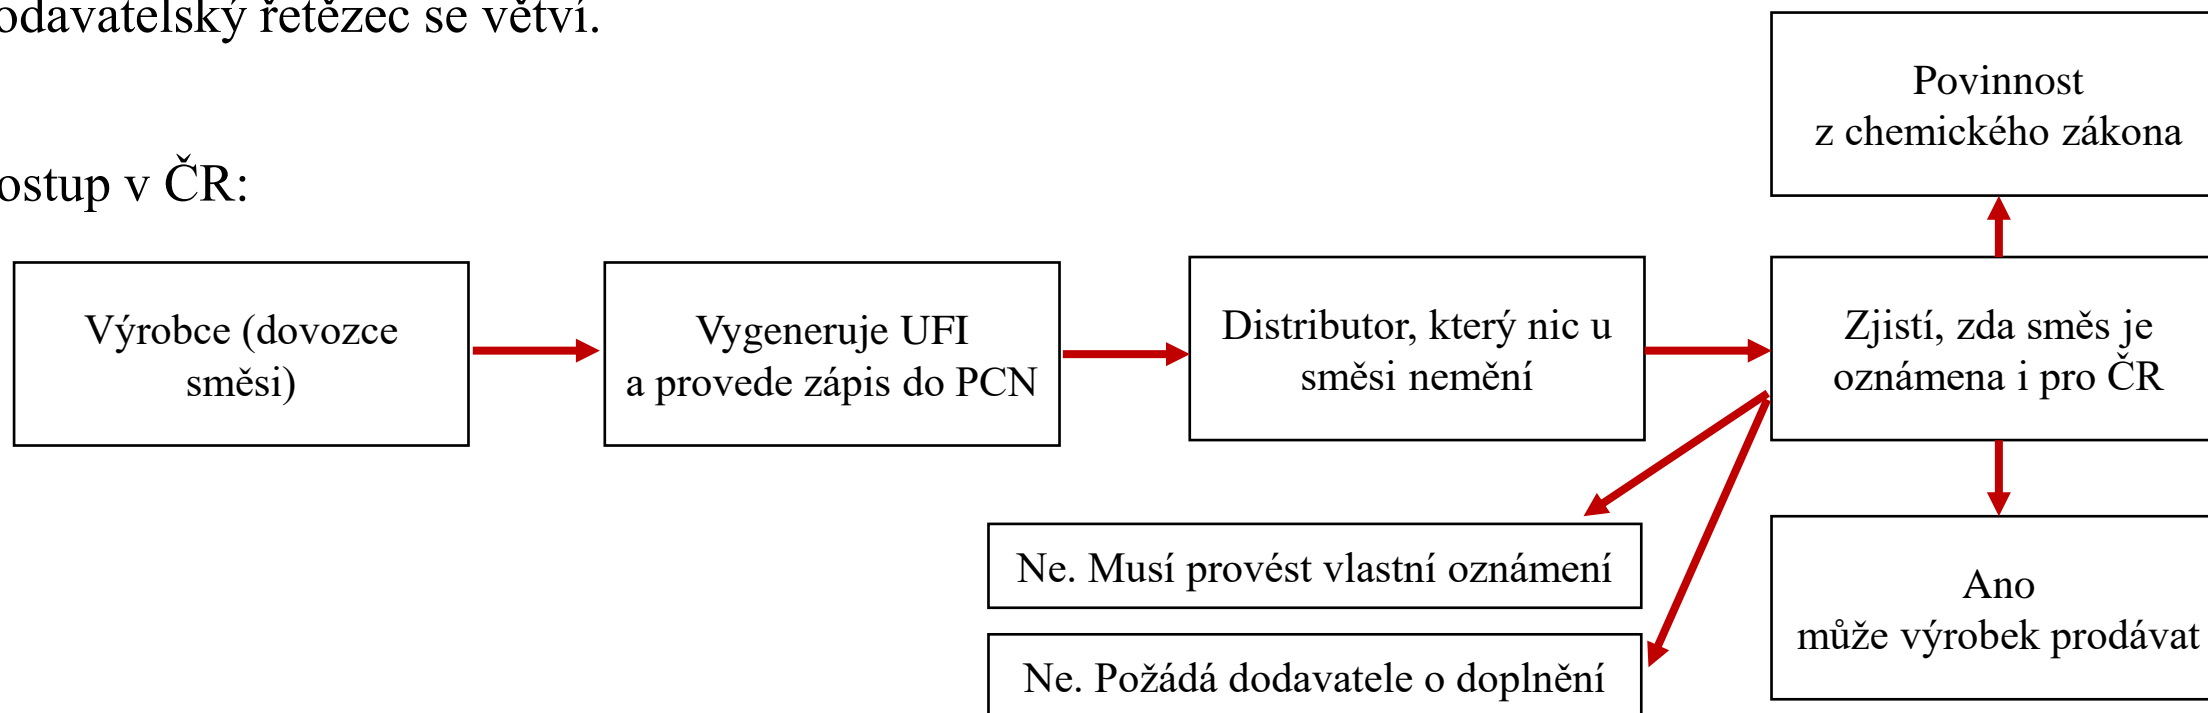 odavatelský řetězec se větví.
ostup v ČR:
Povinnost
z chemického zákona
Výrobce (dovozce
směsi)
Vygeneruje UFI
a provede zápis do PCN
Distributor, který nic u
směsi nemění
Zjistí, zda směs je
oznámena i pro ČR
Ne. Musí provést vlastní oznámení
Ne. Požádá dodavatele o doplnění
Ano
může výrobek prodávat